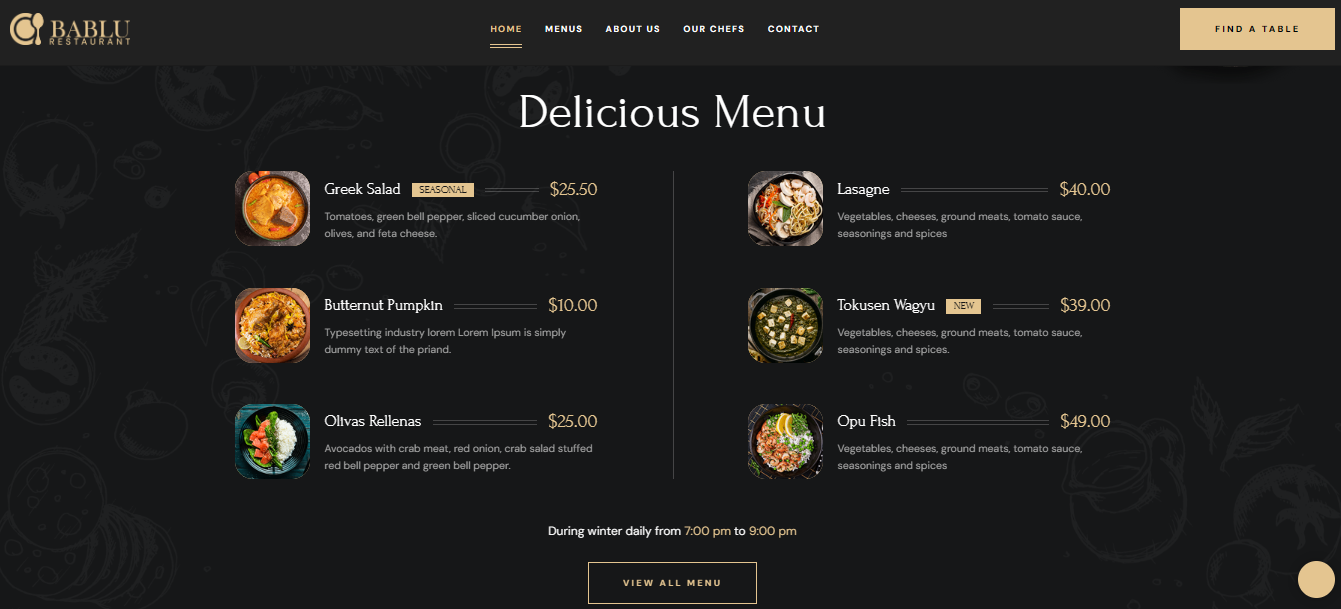 BABLU
RESTAURANT
HOME MENUS ABOUT US OUR CHEFS CONTACT
FIND A TABLE
Delicious Menu
Greek Salad SEASONAL $25.50
Tomatoes, green bell pepper, sliced cucumber onion,
olives, and feta cheese.
Butternut Pumpkin $10.00
Typesetting industry lorem Lorem Ipsum is simply
dummy text of the priand.
Olivas Rellenas $25.00
Avocados with crab meat, red onion, crab salad stuffed
red bell pepper and green bell pepper.
Lasagne $40.00
Vegetables, cheeses, ground meats, tomato sauce,
seasonings and spices
Tokusen Wagyu NEW $39.00
Vegetables, cheeses, ground meats, tomato sauce,
seasonings and spices.
Opu Fish $49.00
Vegetables, cheeses, ground meats, tomato sauce,
seasonings and spices
During winter daily from 7:00 pm to 9:00 pm
VIEW ALL MENU